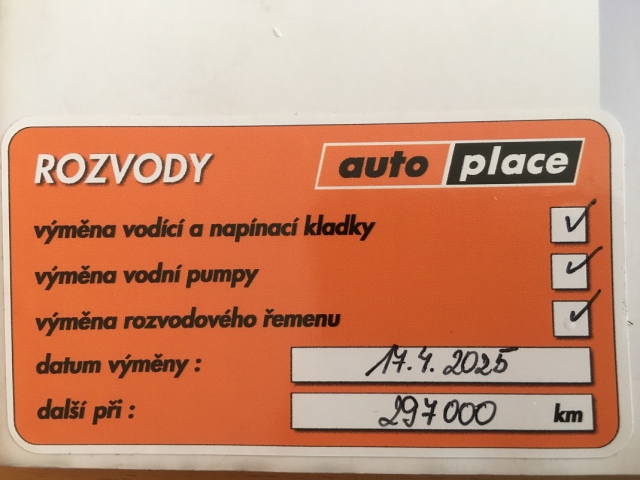 ROZVODY auto place
výměna vodící a napínací kladky
výměna vodní pumpy
výměna rozvodového řemenu
datum výměny : 17.4.2025
další při : 297000 km